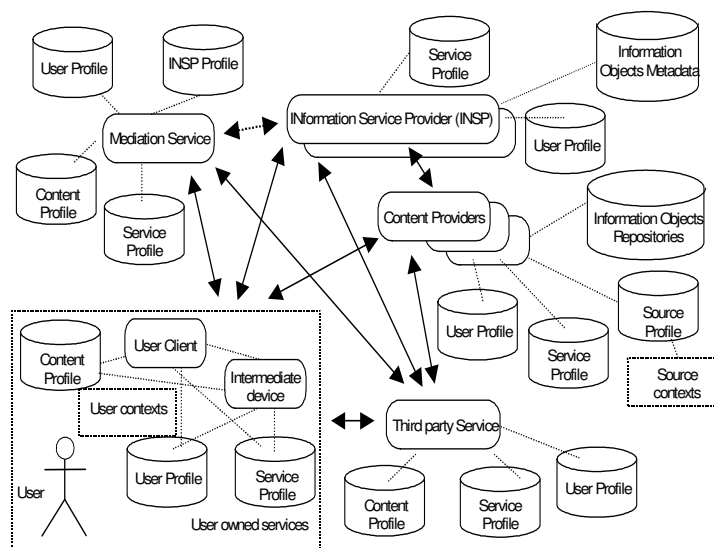 User Profile
INSP Profile
Service
Profile
Information
Objects Metadata
INformation Service Provider (INSP)
Mediation Service
User Profile
Content
Profile
Service
Profile
Content Providers
Information Objects
Repositories
User Profile
Service
Profile
Source
Profile
Source
contexts
User Client
Content
Profile
Intermediate
device
User contexts
User Profile
Service
Profile
User
User owned services
Third party Service
Content
Profile
Service
Profile
User Profile